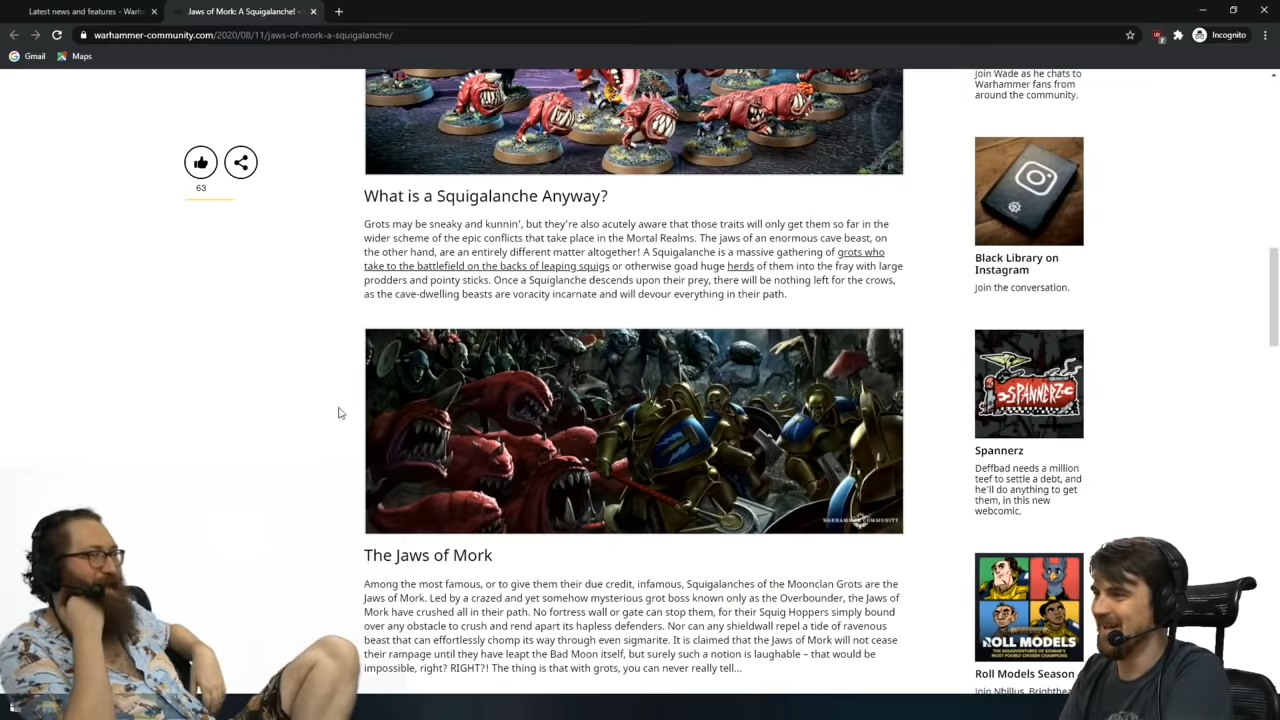 Latest news and features - Warh
Jaws of Mork: A Squigalanche! -
warhammer-community.com/2020/08/11/jaws-of-mork-a-squigalanche/
Incognito
Gmail
Maps
63
What is a Squigalanche Anyway?
Grots may be sneaky and kunnin', but they're also acutely aware that those traits will only get them so far in the
wider scheme of the epic conflicts that take place in the Mortal Realms. The jaws of an enormous cave beast, on
the other hand, are an entirely different matter altogether! A Squigalanche is a massive gathering of grots who
take to the battlefield on the backs of leaping squigs or otherwise goad huge herds of them into the fray with large
prodders and pointy sticks. Once a Squiglanche descends upon their prey, there will be nothing left for the crows,
as the cave-dwelling beasts are voracity incarnate and will devour everything in their path.
WARHAMMER COMMUNITY
The Jaws of Mork
Among the most famous, or to give them their due credit, infamous, Squigalanches of the Moonclan Grots are the
Jaws of Mork. Led by a crazed and yet somehow mysterious grot boss known only as the Overbounder, the Jaws of
Mork have crushed all in their path. No fortress wall or gate can stop them, for their Squig Hoppers simply bound
over any obstacle to crush and rend apart its hapless defenders. Nor can any shieldwall repel a tide of ravenous
beast that can effortlessly chomp its way through even sigmarite. It is claimed that the Jaws of Mork will not cease
their rampage until they have leapt the Bad Moon itself, but surely such a notion is laughable – that would be
impossible, right? RIGHT?! The thing is that with grots, you can never really tell...
Join Wade as he chats to
Warhammer fans from
around the community.
Black Library on
Instagram
Join the conversation.
SPANNERZ
Spannerz
Deffbad needs a million
teef to settle a debt, and
he'll do anything to get
them, in this new
webcomic.
ROLL MODELS
Roll Models Season
Join Nhillus, Brighthea